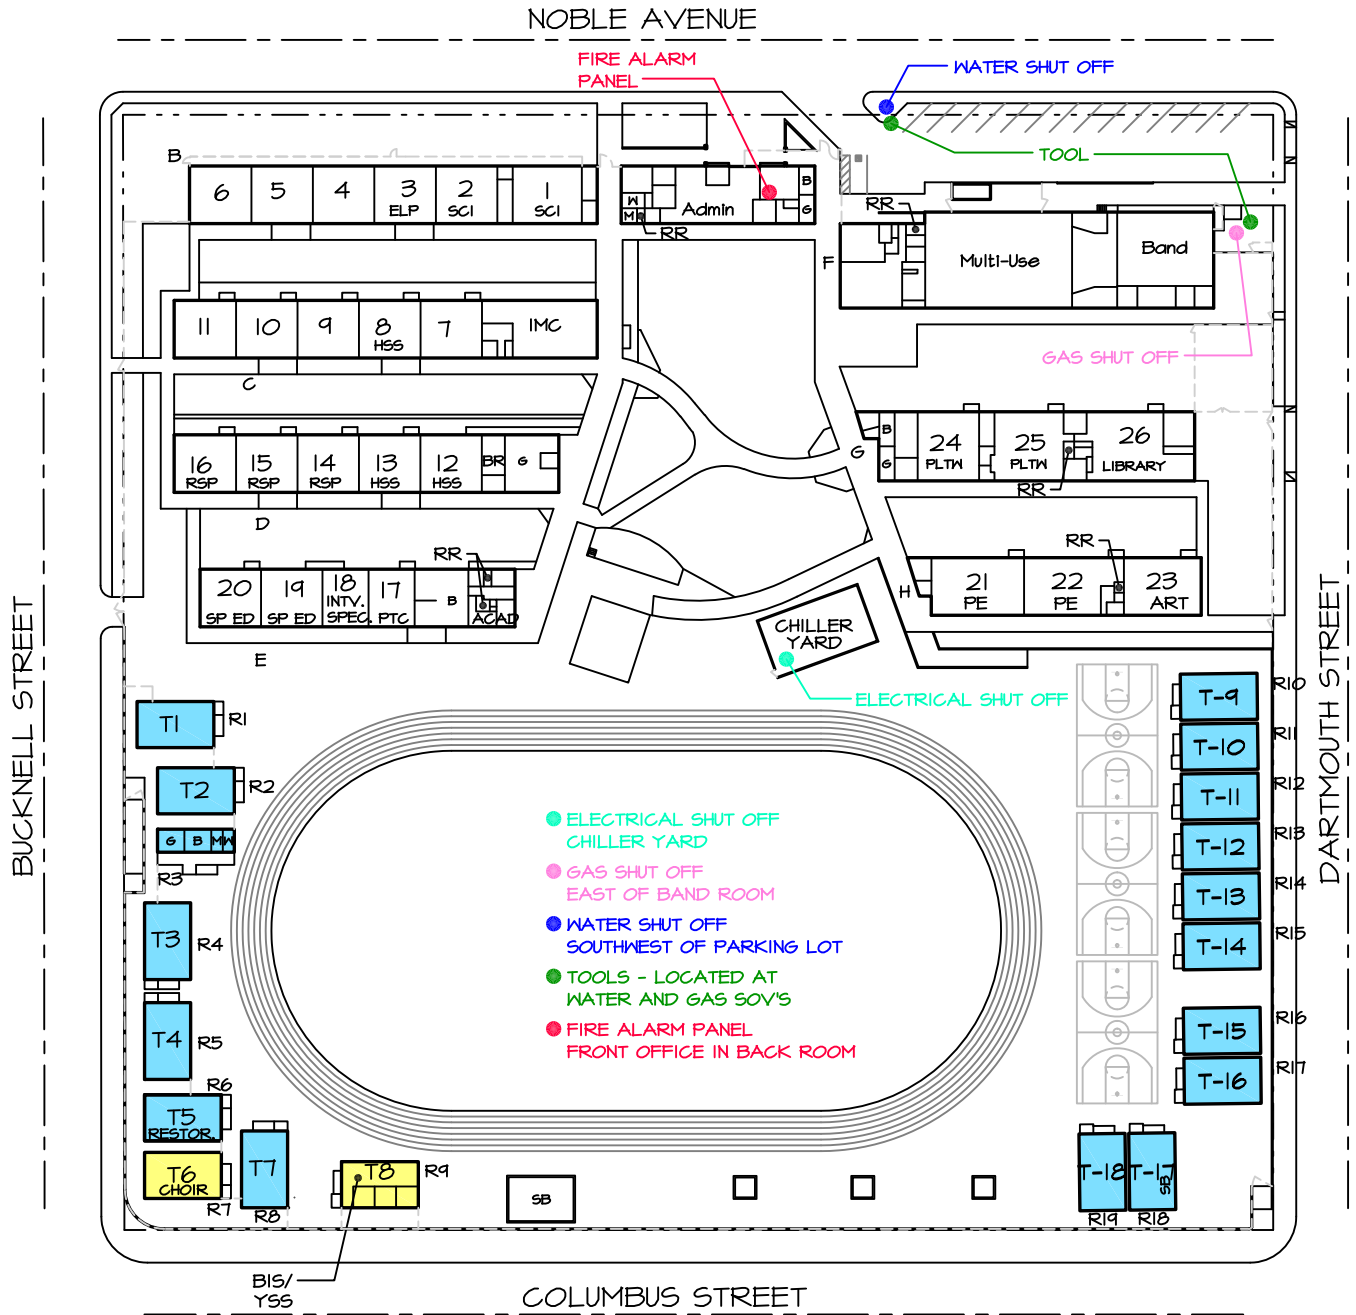 NOBLE AVENUE
FIRE ALARM
PANEL
WATER SHUT OFF
TOOL
B
6
5
4
3
ELP
2
SCI
1
SCI
W
M
Admin
B
G
RR
RR
F
Multi-Use
Band
11
10
9
8
HSS
7
IMC
GAS SHUT OFF
C
16
RSP
15
RSP
14
RSP
13
HSS
12
HSS
BR
G
G
B
G
24
PLTW
25
PLTW
26
LIBRARY
RR
D
RR
20
SP ED
19
SP ED
18
INTV.
SPEC.
17
PTC
B
ACAD
E
RR
H
21
PE
22
PE
23
ART
CHILLER
YARD
ELECTRICAL SHUT OFF
BUCKNELL STREET
DARTMOUTH STREET
T1
R1
T2
R2
G
B
M
W
R3
T3
R4
T4
R5
R6
T5
RESTOR.
T6
CHOIR
R7
T7
R8
T8
R9
BIS/
YSS
ELECTRICAL SHUT OFF
CHILLER YARD
GAS SHUT OFF
EAST OF BAND ROOM
WATER SHUT OFF
SOUTHWEST OF PARKING LOT
TOOLS - LOCATED AT
WATER AND GAS SOV'S
FIRE ALARM PANEL
FRONT OFFICE IN BACK ROOM
T-9
R10
T-10
R11
T-11
R12
T-12
R13
T-13
R14
T-14
R15
T-15
R16
T-16
R17
T-18
R19
T-17
SB
R18
SB
COLUMBUS STREET